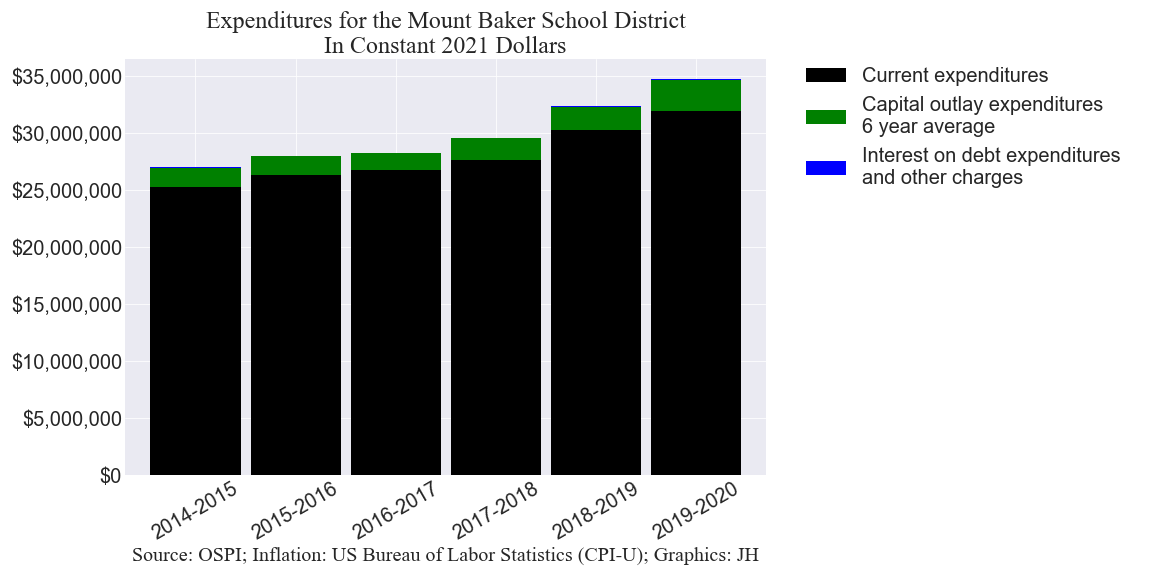 Expenditures for the Mount Baker School District
In Constant 2021 Dollars
$35,000,000
$30,000,000
$25,000,000
$20,000,000
$15,000,000
$10,000,000
$5,000,000
$0
2014-2015
2015-2016
2016-2017
2017-2018
2018-2019
2019-2020
Current expenditures
Capital outlay expenditures
6 year average
Interest on debt expenditures
and other charges
Source: OSPI; Inflation: US Bureau of Labor Statistics (CPI-U); Graphics: JH